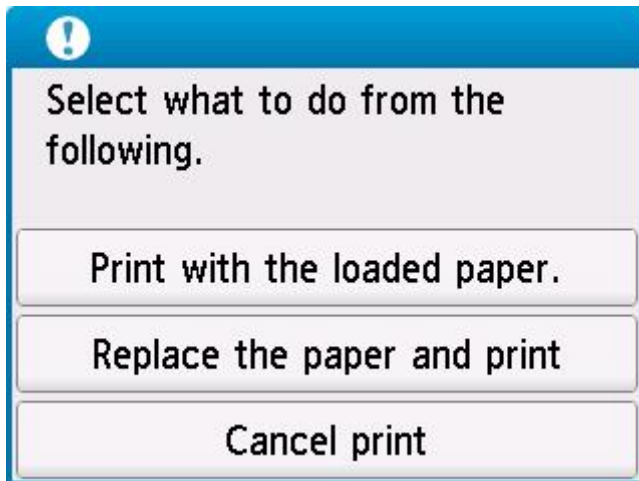 Select what to do from the
following.
Print with the loaded paper.
Replace the paper and print
Cancel print